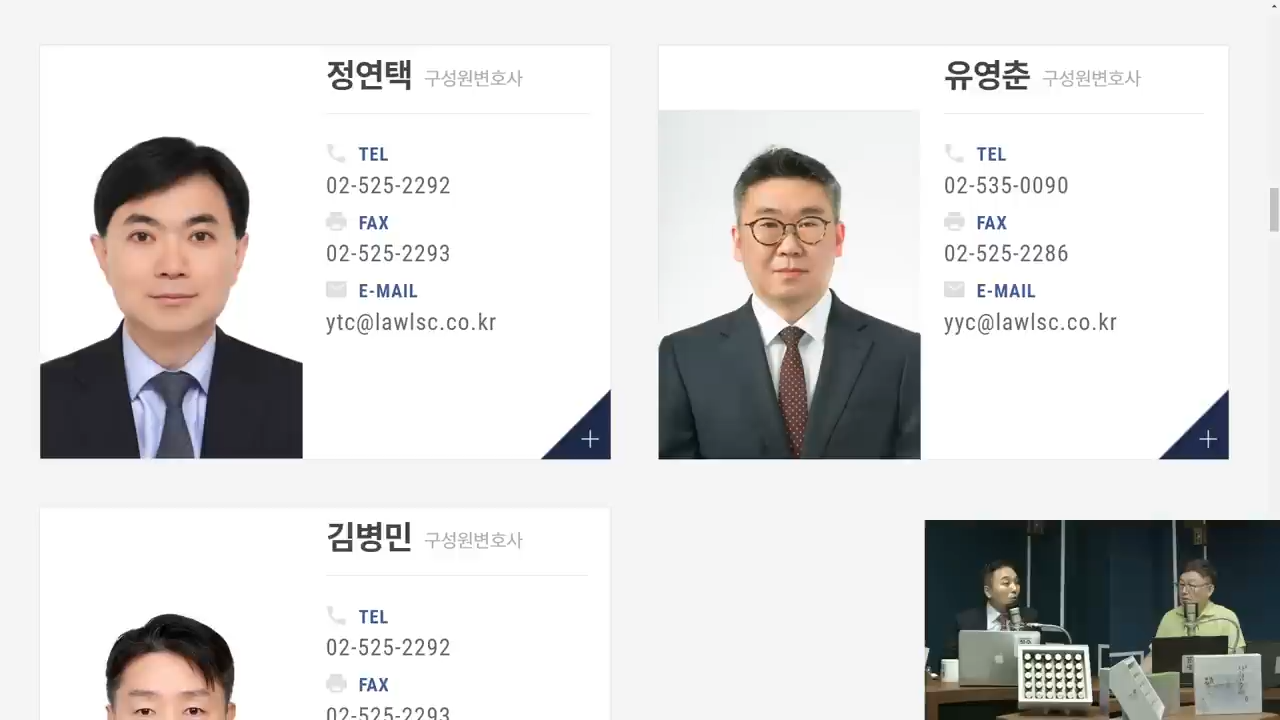 정연택 구성원변호사
TEL
02-525-2292
FAX
02-525-2293
E-MAIL
ytc@lawlsc.co.kr
유영춘 구성원변호사
TEL
02-535-0090
FAX
02-525-2286
E-MAIL
yyc@lawlsc.co.kr
김병민 구성원변호사
TEL
02-525-2292
FAX
02-525-2293